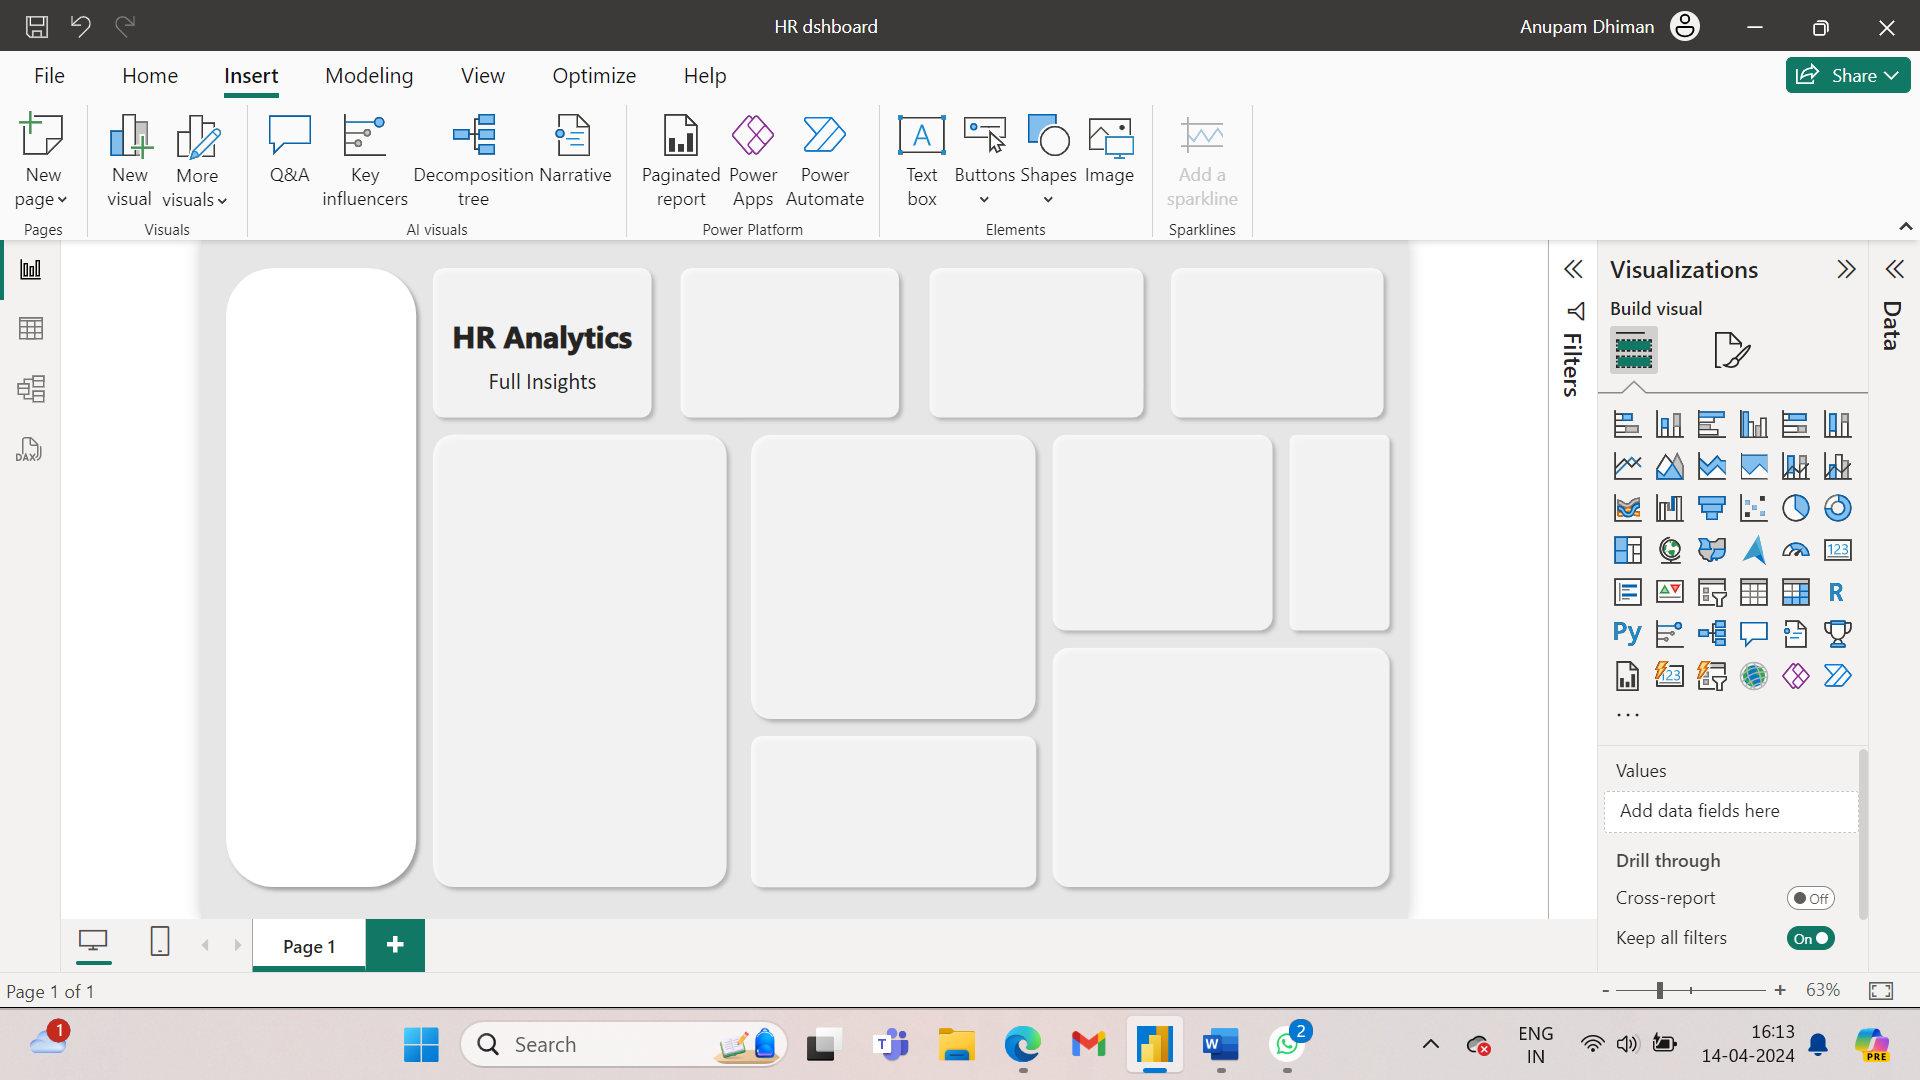 HR dshboard
Anupam Dhiman
File Home Insert Modeling View Optimize Help
Share
New page
New visual
More visuals
Q&A
Key influencers
Decomposition tree
Narrative
Paginated report
Power Apps
Power Automate
Text box
Buttons
Shapes
Image
Add a sparkline
Pages
Visuals
AI visuals
Power Platform
Elements
Sparklines
DAX
HR Analytics
Full Insights
Filters
Visualizations
Build visual
123
R
Py
123
...
Values
Add data fields here
Drill through
Cross-report
Off
Keep all filters
On
Data
Page 1
+
Page 1 of 1
- + 63%
1
Search
T
W
2
ENG
IN
16:13
14-04-2024
PRE